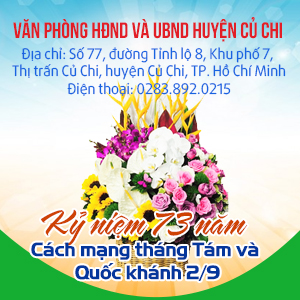 VĂN PHÒNG HĐND VÀ UBND HUYỆN CỦ CHI
Địa chỉ: Số 77, đường Tỉnh lộ 8, Khu phố 7,
Thị trấn Củ Chi, huyện Củ Chi, TP. Hồ Chí Minh
Điện thoại: 0283.892.0215
Kỷ niệm 73 năm
Cách mạng tháng Tám và
Quốc khánh 2/9